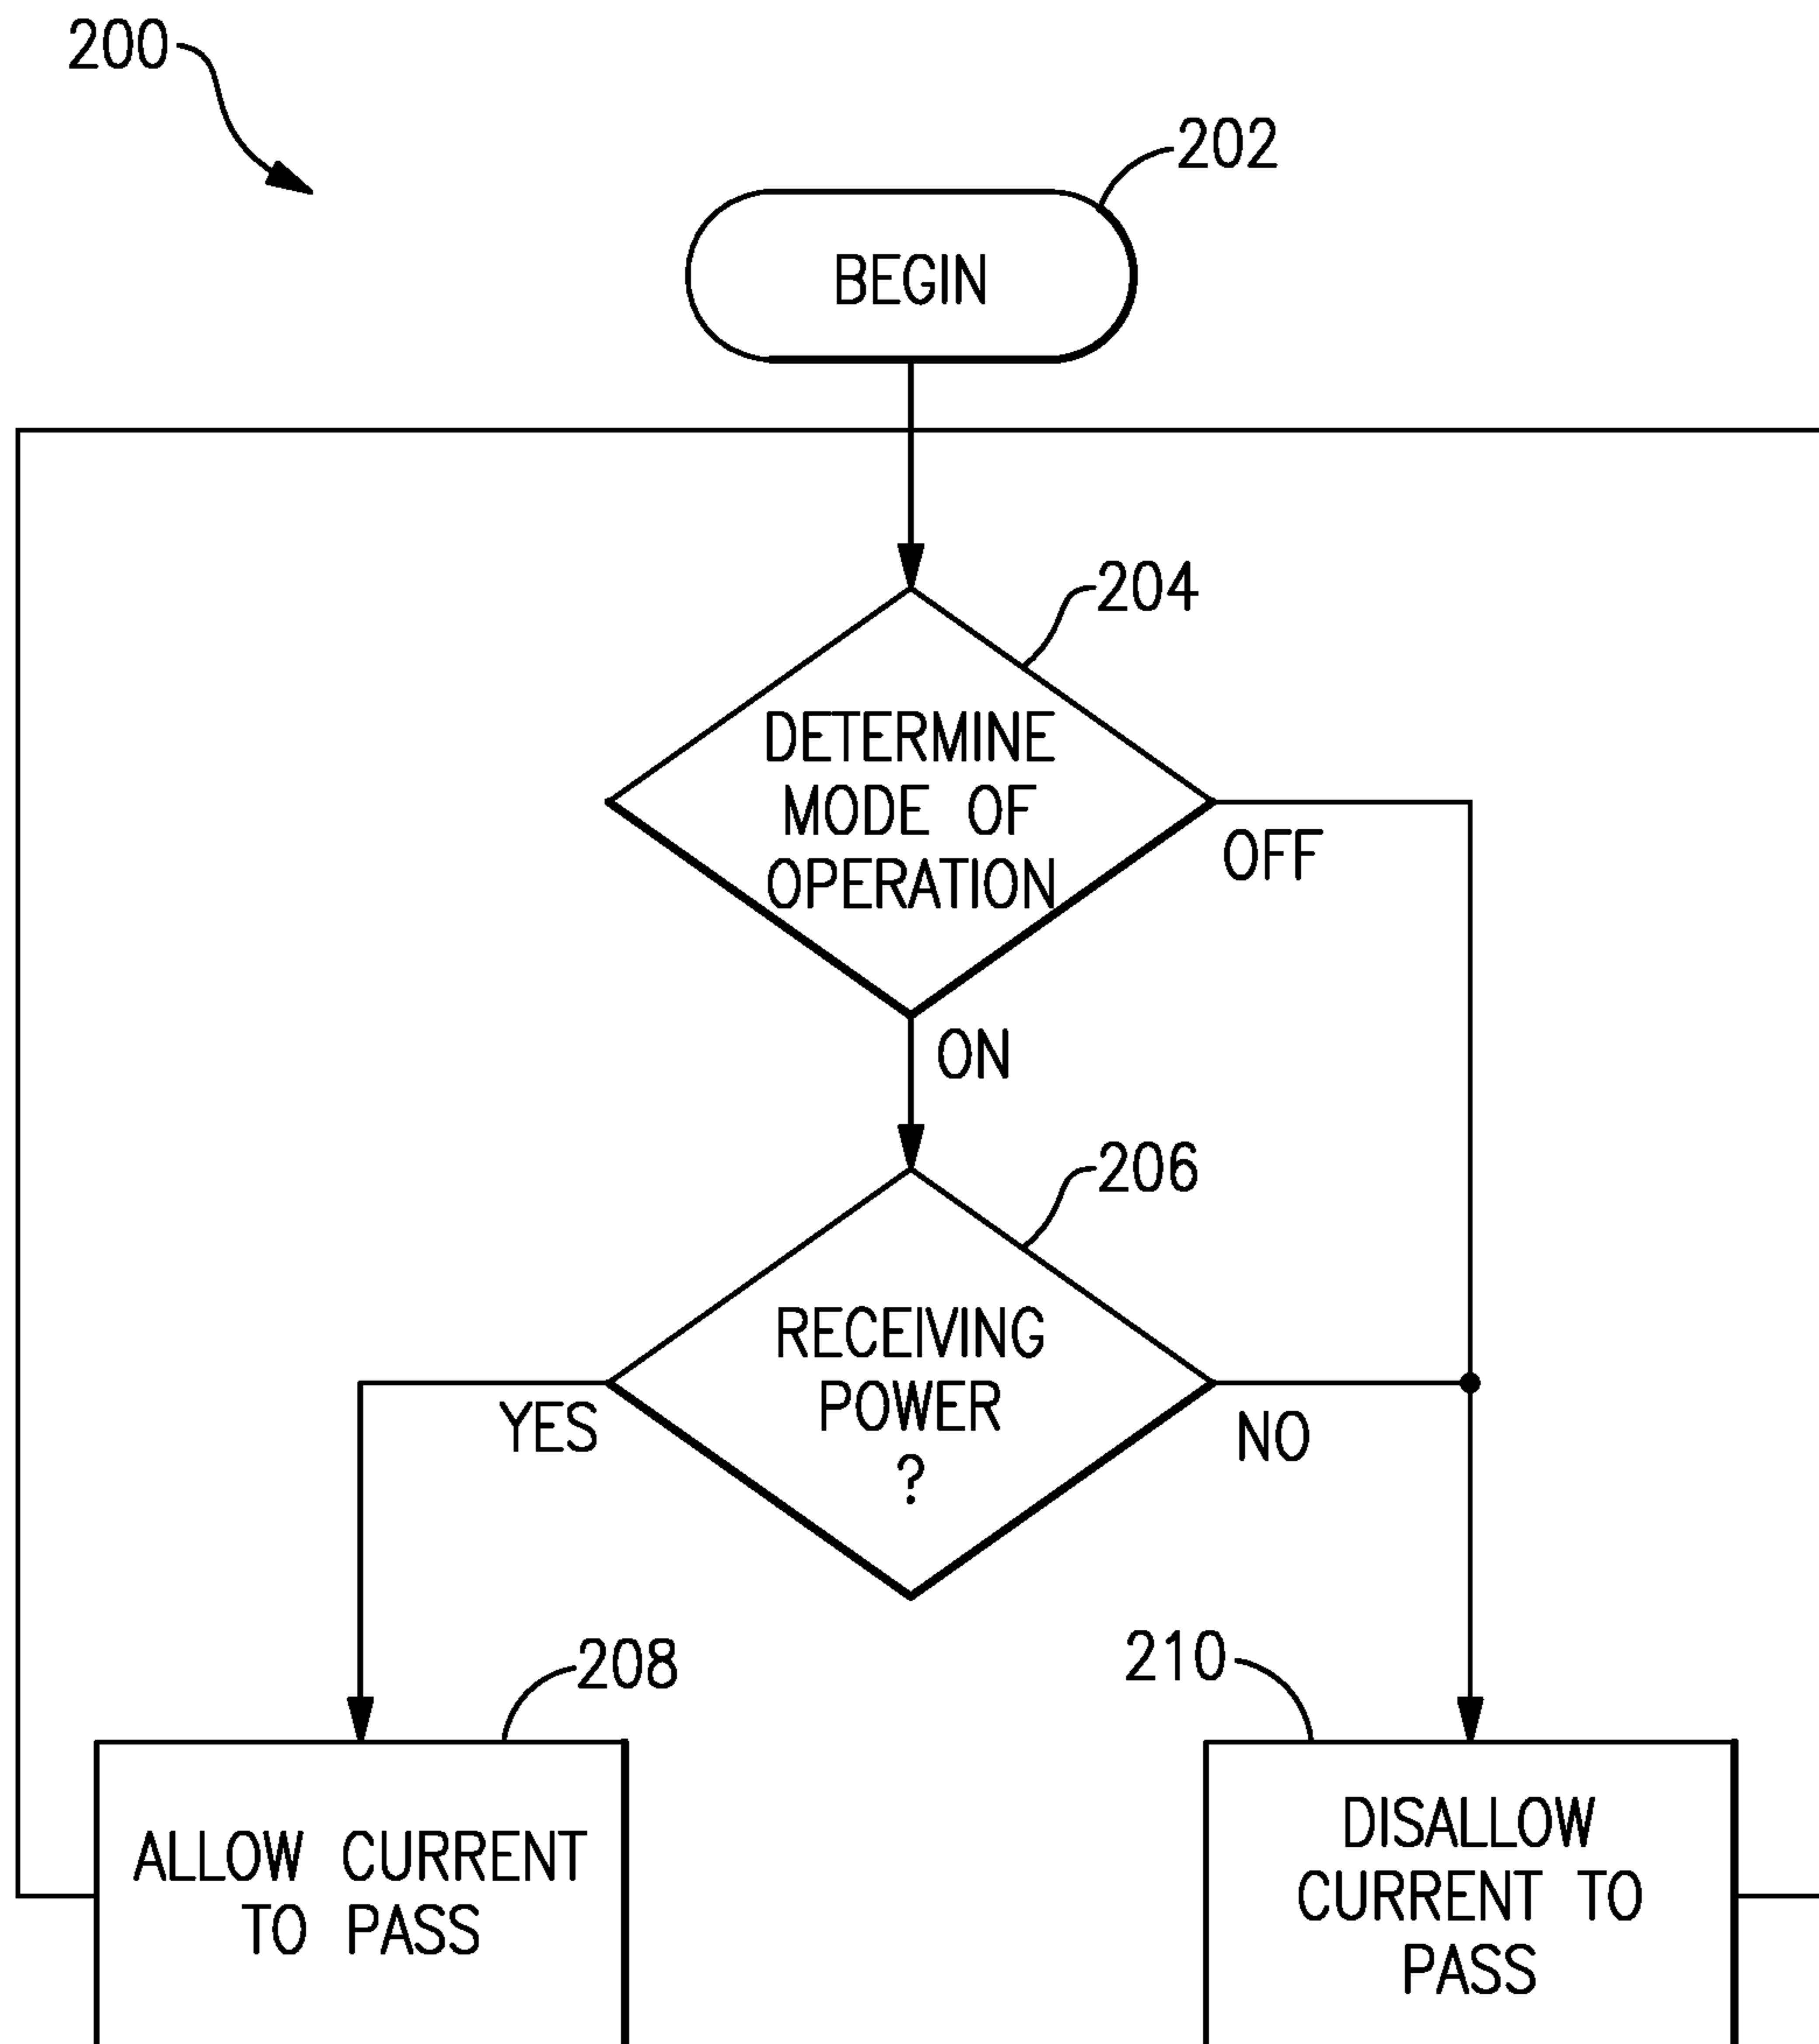 200
202
BEGIN
204
DETERMINE
MODE OF
OPERATION
OFF
ON
206
RECEIVING
POWER
?
YES
NO
208
210
ALLOW CURRENT
TO PASS
DISALLOW
CURRENT TO
PASS